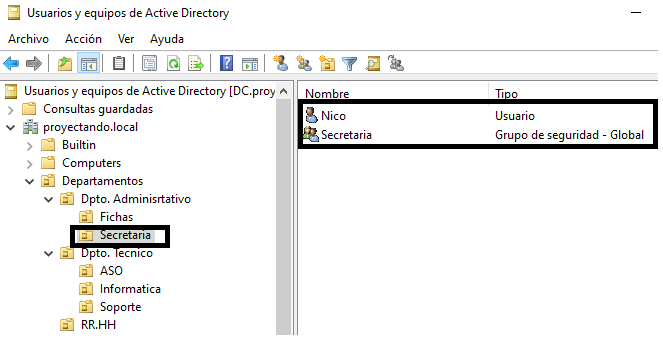 Usuarios y equipos de Active Directory
Archivo Acción Ver Ayuda
Usuarios y equipos de Active Directory [DC.proy
Consultas guardadas
proyectando.local
Builtin
Computers
Departamentos
Dpto. Adminisrtativo
Fichas
Secretaria
Dpto. Tecnico
ASO
Informatica
Soporte
RR.HH
Nombre Tipo
Nico Usuario
Secretaria Grupo de seguridad - Global